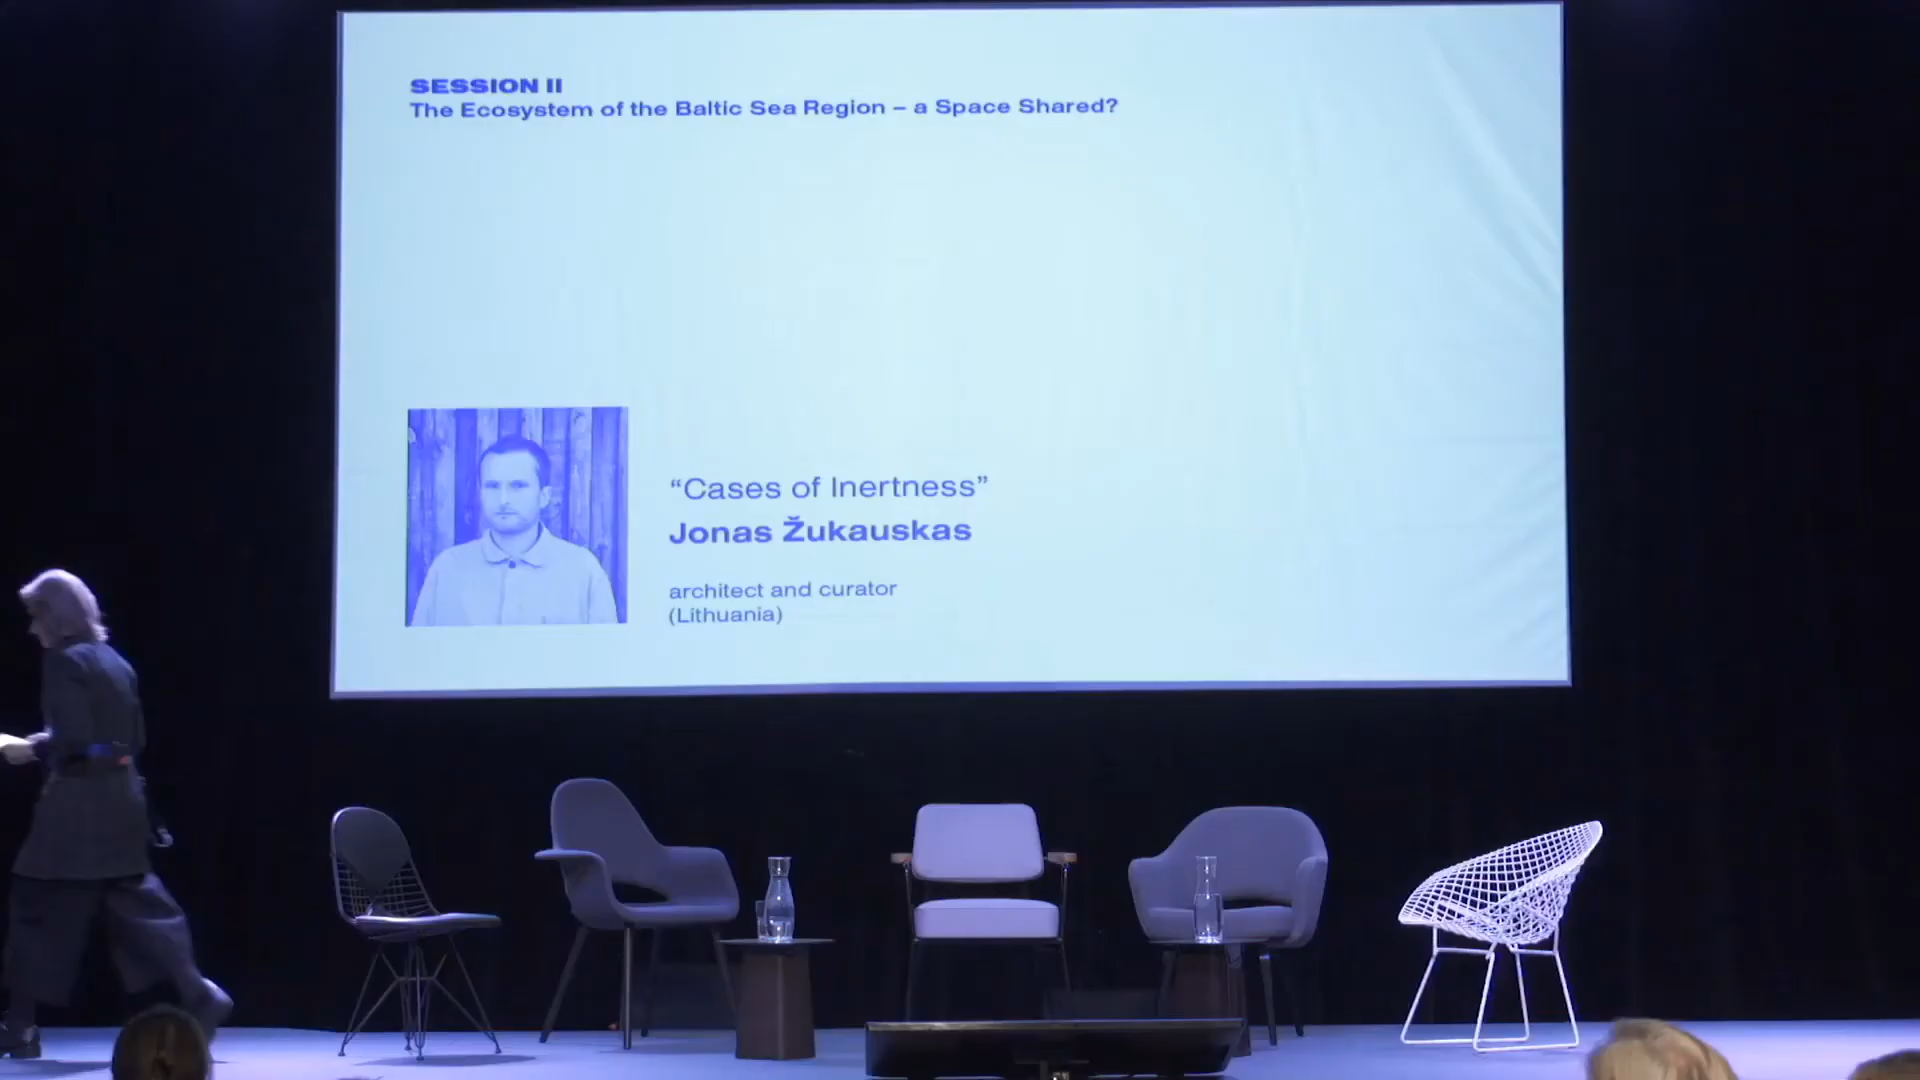 SESSION II
The Ecosystem of the Baltic Sea Region – a Space Shared?
“Cases of Inertness”
Jonas Žukauskas
architect and curator
(Lithuania)